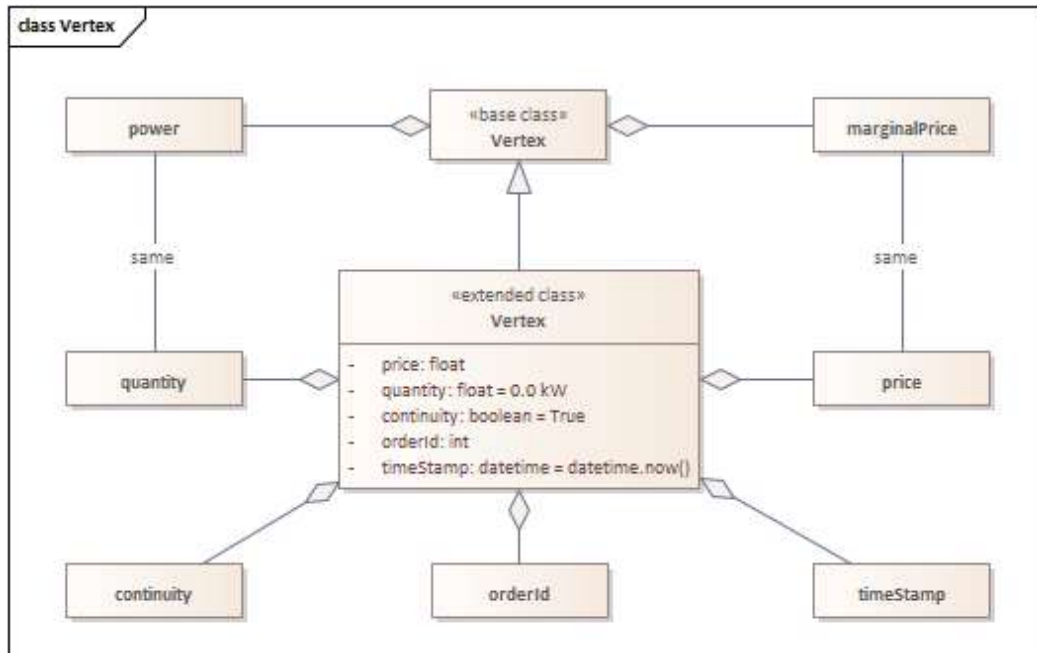 class Vertex
power
«base class»
Vertex
marginalPrice
same
same
«extended class»
Vertex
- price: float
- quantity: float = 0.0 kW
- continuity: boolean = True
- orderId: int
- timeStamp: datetime = datetime.now()
quantity
price
continuity
orderId
timeStamp